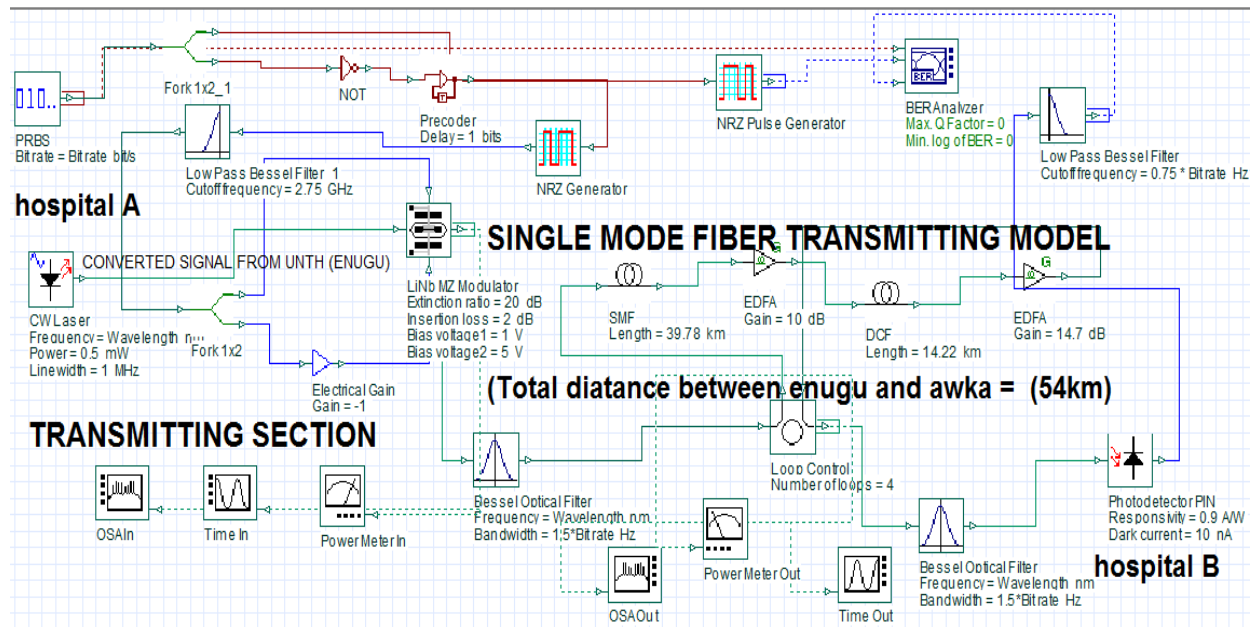 010..
PRBS
Bitrate = Bitrate bit/s
Fork 1x2_1
NOT
Precoder
Delay = 1 bits
T
NRZ Pulse Generator
BER
BER Analyzer
Max. Q Factor = 0
Min. log of BER = 0
Low Pass Bessel Filter
Cutoff frequency = 0.75 * Bitrate Hz
Low Pass Bessel Filter 1
Cutoff frequency = 2.75 GHz
NRZ Generator
hospital A
CONVERTED SIGNAL FROM UNTH (ENUGU)
SINGLE MODE FIBER TRANSMITTING MODEL
CW Laser
Frequency = Wavelength nm
Power = 0.5 mW
Linewidth = 1 MHz
Fork 1x2
Electrical Gain
Gain = -1
LiNb MZ Modulator
Extinction ratio = 20 dB
Insertion loss = 2 dB
Bias voltage1 = 1 V
Bias voltage2 = 5 V
SMF
Length = 39.78 km
G
EDFA
Gain = 10 dB
DCF
Length = 14.22 km
G
EDFA
Gain = 14.7 dB
(Total diatance between enugu and awka = (54km)
TRANSMITTING SECTION
OSA In
Time In
Power Meter In
Bessel Optical Filter
Frequency = Wavelength nm
Bandwidth = 1.5*Bitrate Hz
Loop Control
Number of loops = 4
OSA Out
Power Meter Out
Time Out
Bessel Optical Filter
Frequency = Wavelength nm
Bandwidth = 1.5*Bitrate Hz
Photodetector PIN
Responsivity = 0.9 A/W
Dark current = 10 nA
hospital B